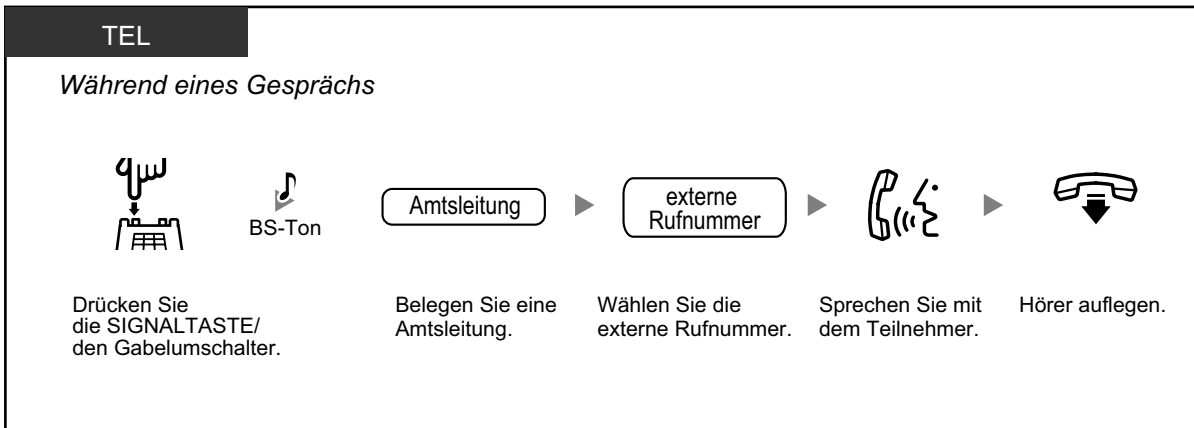 TEL
Während eines Gesprächs
BS-Ton
Amtsleitung
externe
Rufnummer
Drücken Sie
die SIGNALTASTE/
den Gabelumschalter.
Belegen Sie eine
Amtsleitung.
Wählen Sie die
externe Rufnummer.
Sprechen Sie mit
dem Teilnehmer.
Hörer auflegen.